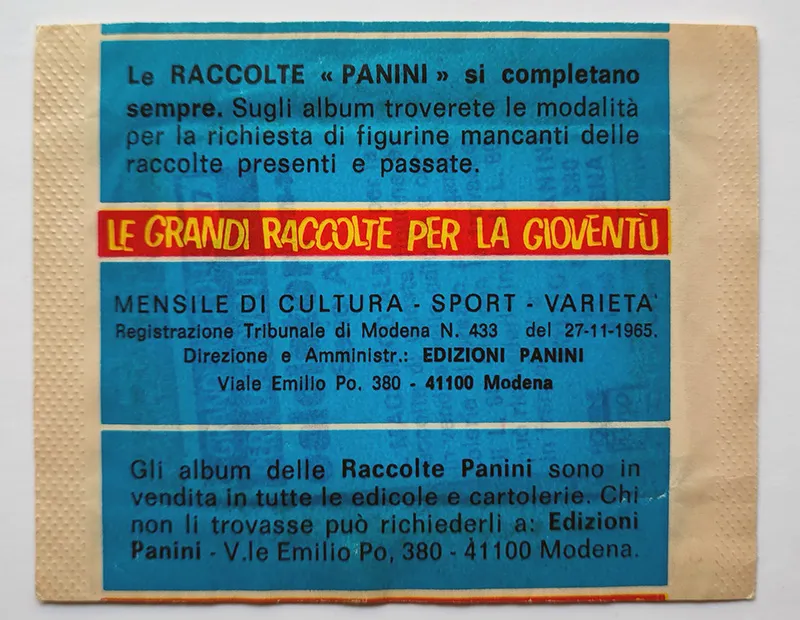 Le RACCOLTE « PANINI » si completano
sempre. Sugli album troverete le modalità
per la richiesta di figurine mancanti delle
raccolte presenti e passate.
LE GRANDI RACCOLTE PER LA GIOVENTÙ
MENSILE DI CULTURA - SPORT - VARIETA'
Registrazione Tribunale di Modena N. 433 del 27-11-1965.
Direzione e Amministr.: EDIZIONI PANINI
Viale Emilio Po, 380 - 41100 Modena
Gli album delle Raccolte Panini sono in
vendita in tutte le edicole e cartolerie. Chi
non li trovasse può richiederli a: Edizioni
Panini - V.le Emilio Po, 380 - 41100 Modena.